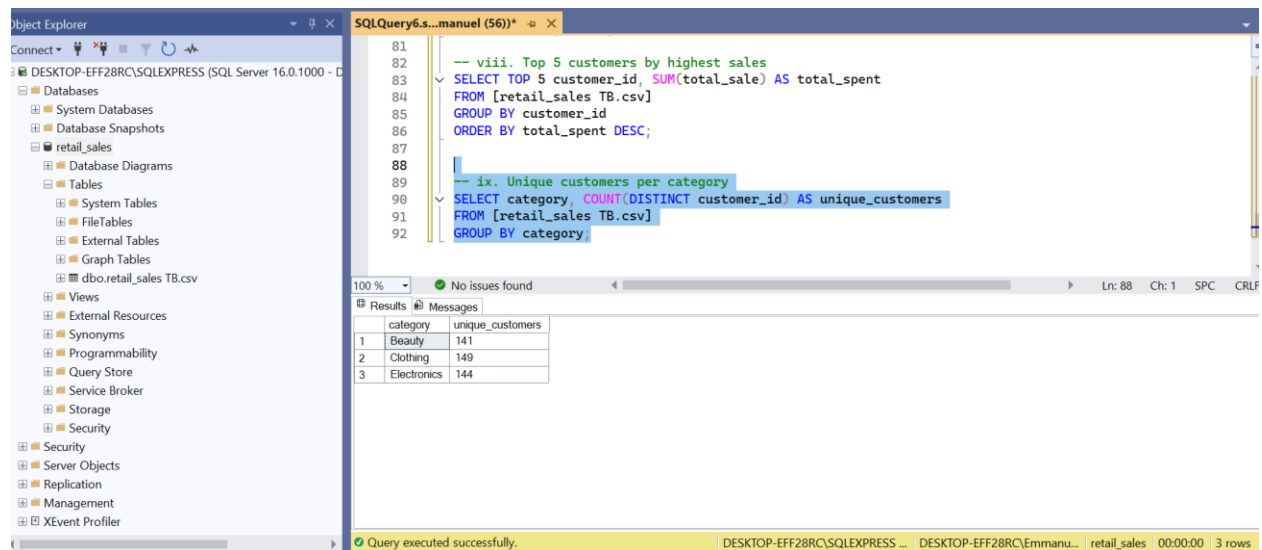 Object Explorer
Connect
DESKTOP-EFF28RC\SQLEXPRESS (SQL Server 16.0.1000 - D
Databases
System Databases
Database Snapshots
retail_sales
Database Diagrams
Tables
System Tables
FileTables
External Tables
Graph Tables
dbo.retail_sales TB.csv
Views
External Resources
Synonyms
Programmability
Query Store
Service Broker
Storage
Security
Security
Server Objects
Replication
Management
XEvent Profiler
SQLQuery6.s...manuel (56))*
81
82 -- viii. Top 5 customers by highest sales
83 SELECT TOP 5 customer_id, SUM(total_sale) AS total_spent
84 FROM [retail_sales TB.csv]
85 GROUP BY customer_id
86 ORDER BY total_spent DESC;
87
88
89 -- ix. Unique customers per category
90 SELECT category, COUNT(DISTINCT customer_id) AS unique_customers
91 FROM [retail_sales TB.csv]
92 GROUP BY category;
100 % No issues found Ln: 88 Ch: 1 SPC CRLF
Results Messages
category unique_customers
1 Beauty 141
2 Clothing 149
3 Electronics 144
Query executed successfully. DESKTOP-EFF28RC\SQLEXPRESS ... DESKTOP-EFF28RC\Emmanu... retail_sales 00:00:00 3 rows